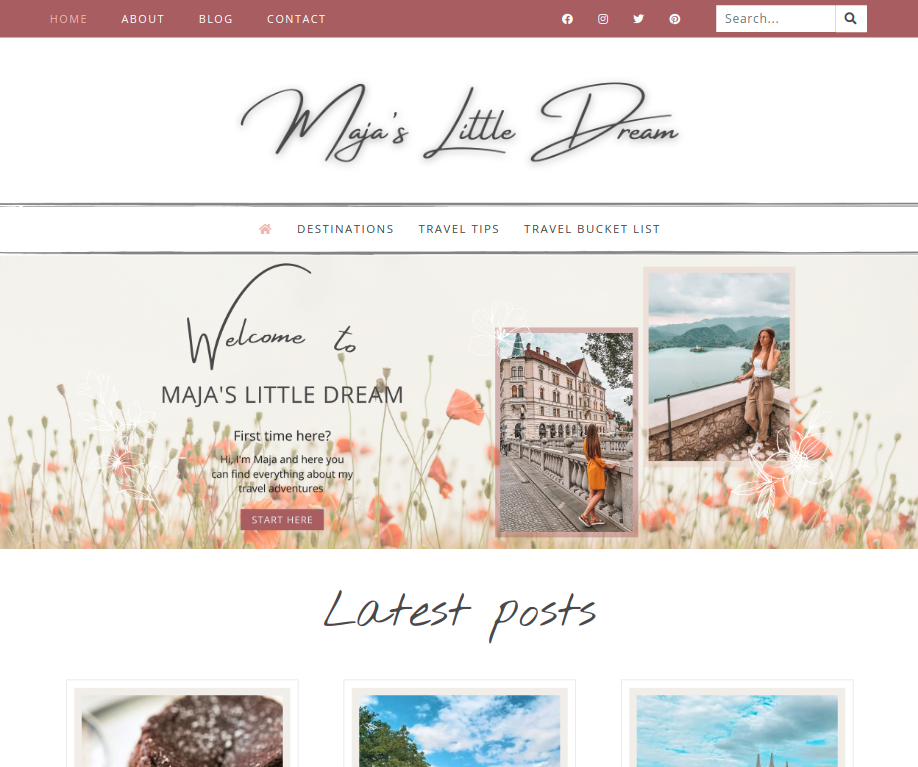 HOME ABOUT BLOG CONTACT Search...
Maja's Little Dream
DESTINATIONS TRAVEL TIPS TRAVEL BUCKET LIST
Welcome to
MAJA'S LITTLE DREAM
First time here?
Hi, I'm Maja and here you
can find everything about my
travel adventures
START HERE
Latest posts